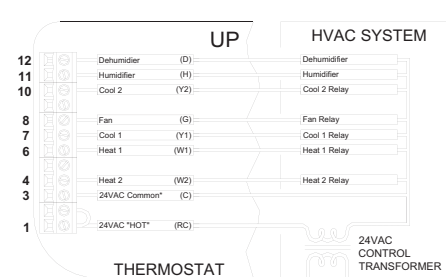 UP HVAC SYSTEM
12 Dehumidier (D) Dehumidifier
11 Humidifier (H) Humidifier
10 Cool 2 (Y2) Cool 2 Relay
8 Fan (G) Fan Relay
7 Cool 1 (Y1) Cool 1 Relay
6 Heat 1 (W1) Heat 1 Relay
4 Heat 2 (W2) Heat 2 Relay
3 24VAC Common* (C)
1 24VAC "HOT" (RC)
24VAC
CONTROL
TRANSFORMER
THERMOSTAT